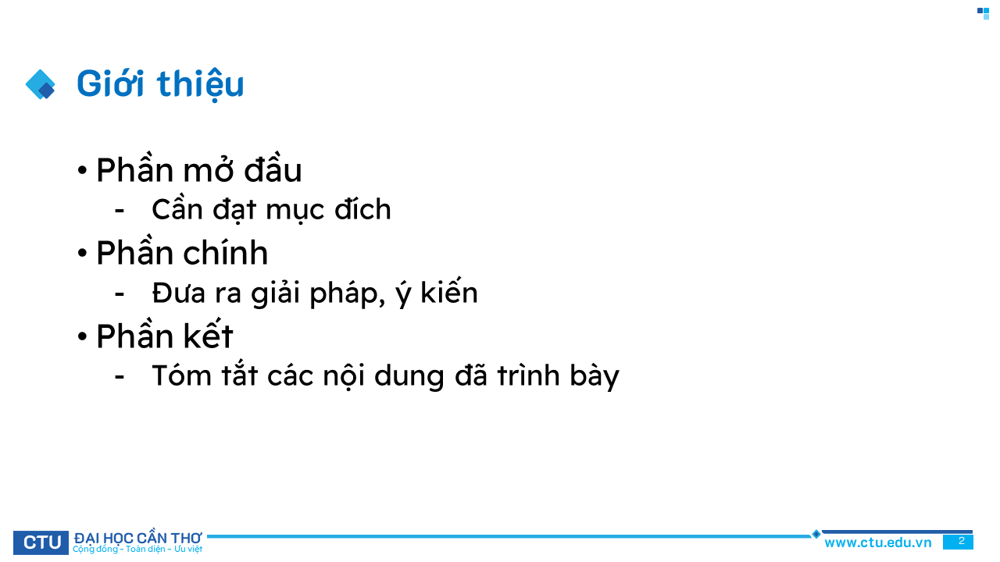 Giới thiệu
• Phần mở đầu
- Cần đạt mục đích
• Phần chính
- Đưa ra giải pháp, ý kiến
• Phần kết
- Tóm tắt các nội dung đã trình bày
CTU
ĐẠI HỌC CẦN THƠ
Cộng đồng – Toàn diện – Ưu việt
www.ctu.edu.vn
2